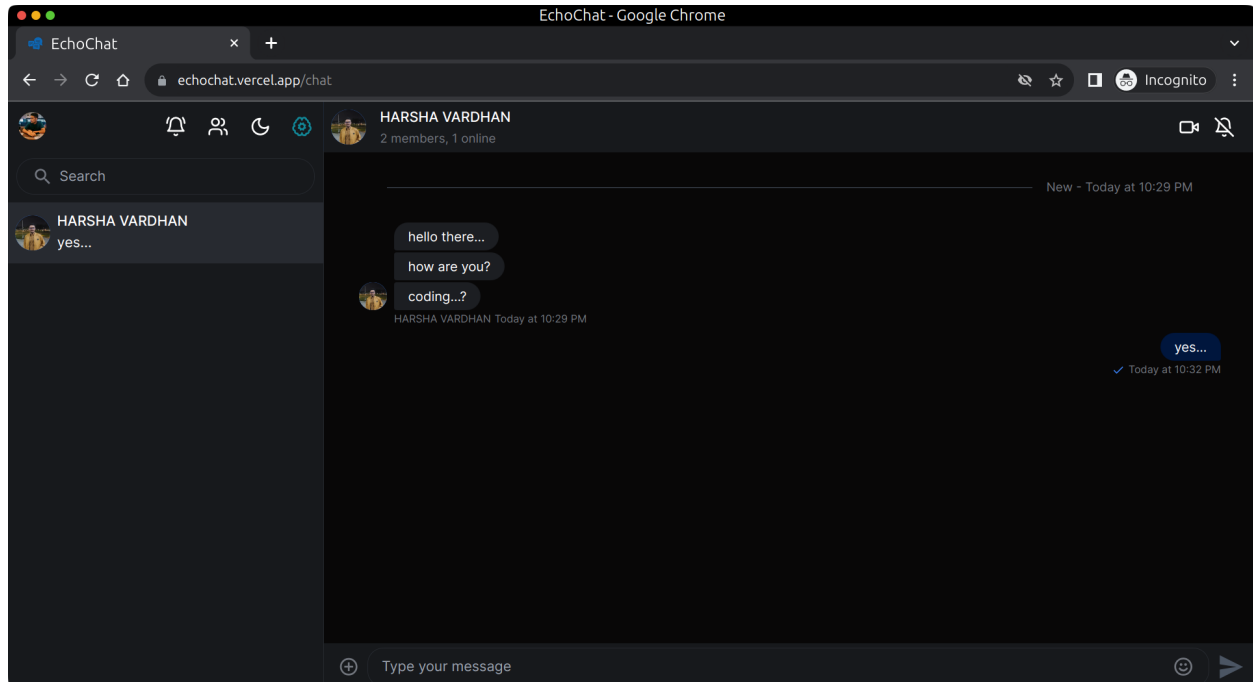 EchoChat - Google Chrome
EchoChat
echochat.vercel.app/chat
Incognito
HARSHA VARDHAN
2 members, 1 online
Search
HARSHA VARDHAN
yes...
New - Today at 10:29 PM
hello there...
how are you?
coding...?
HARSHA VARDHAN Today at 10:29 PM
yes...
Today at 10:32 PM
Type your message